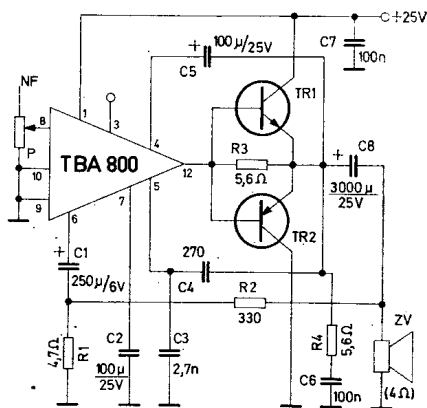 100µ/25V
+25V
C5
C7
100n
NF
1
3
4
TR1
8
P
TBA 800
12
R3
5,6Ω
C8
3000µ
25V
10
9
5
6
7
TR2
C1
250µ/6V
270
C4
R2
330
4,7Ω
R1
C2
100µ
25V
C3
2,7n
R4
5,6Ω
C6
100n
ZV
(4Ω)